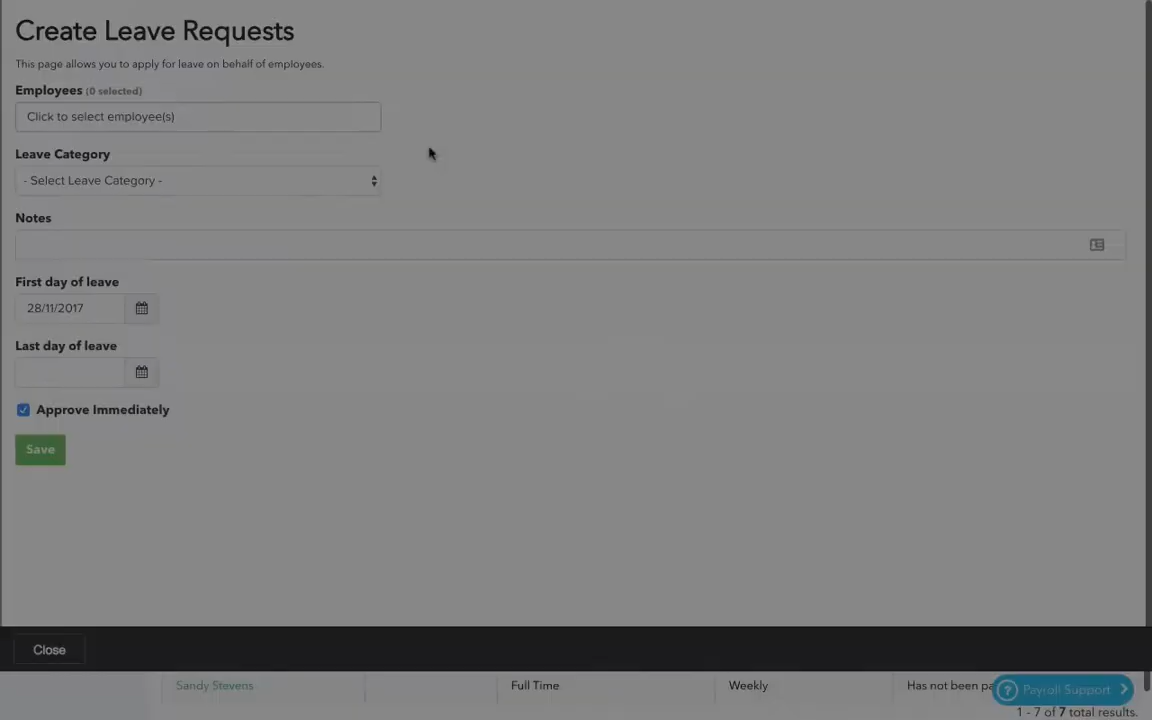 Create Leave Requests
This page allows you to apply for leave on behalf of employees.
Employees (0 selected)
Click to select employee(s)
Leave Category
- Select Leave Category -
Notes
First day of leave
28/11/2017
Last day of leave
Approve Immediately
Save
Close
Sandy Stevens Full Time Weekly Has not been pa
? Payroll Support
1 - 7 of 7 total results.